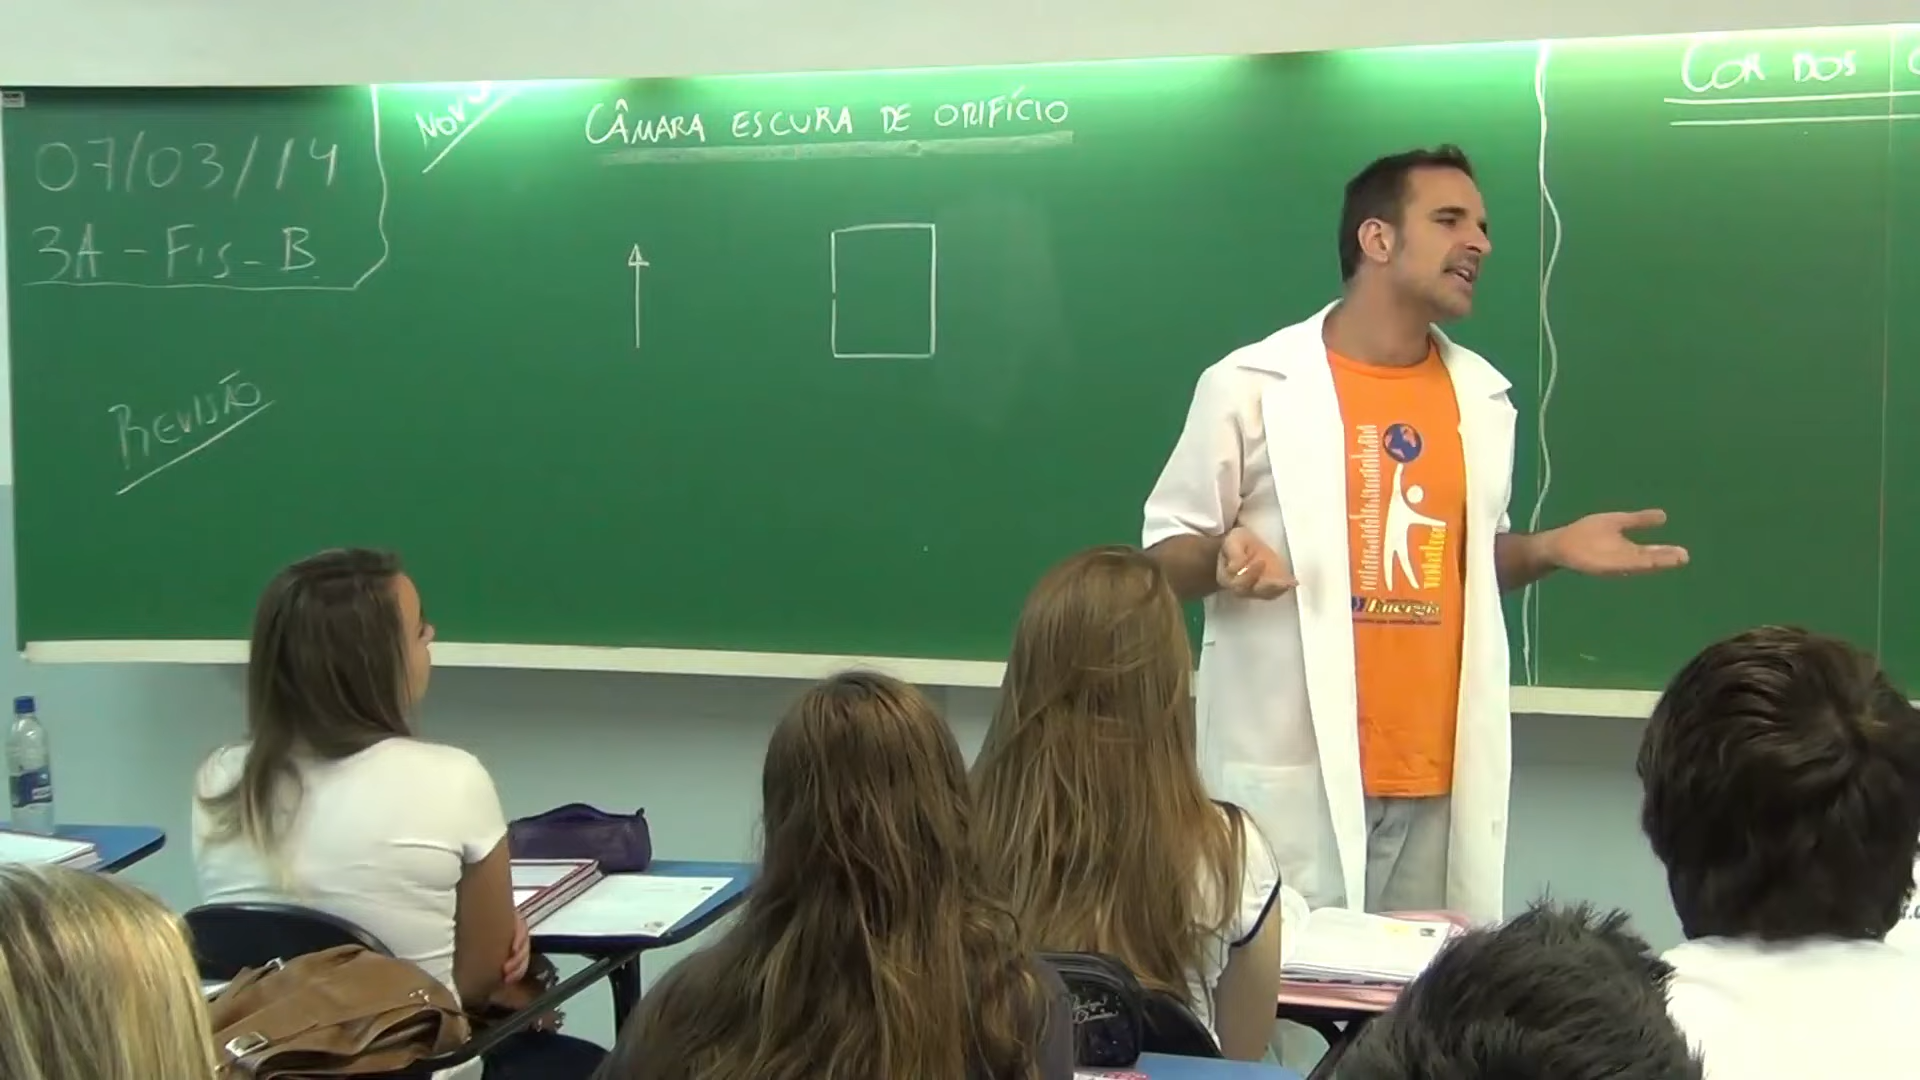 07/03/14
3A - Fis - B
REVISÃO
CÂMARA ESCURA DE ORIFÍCIO
COR DOS
Energia